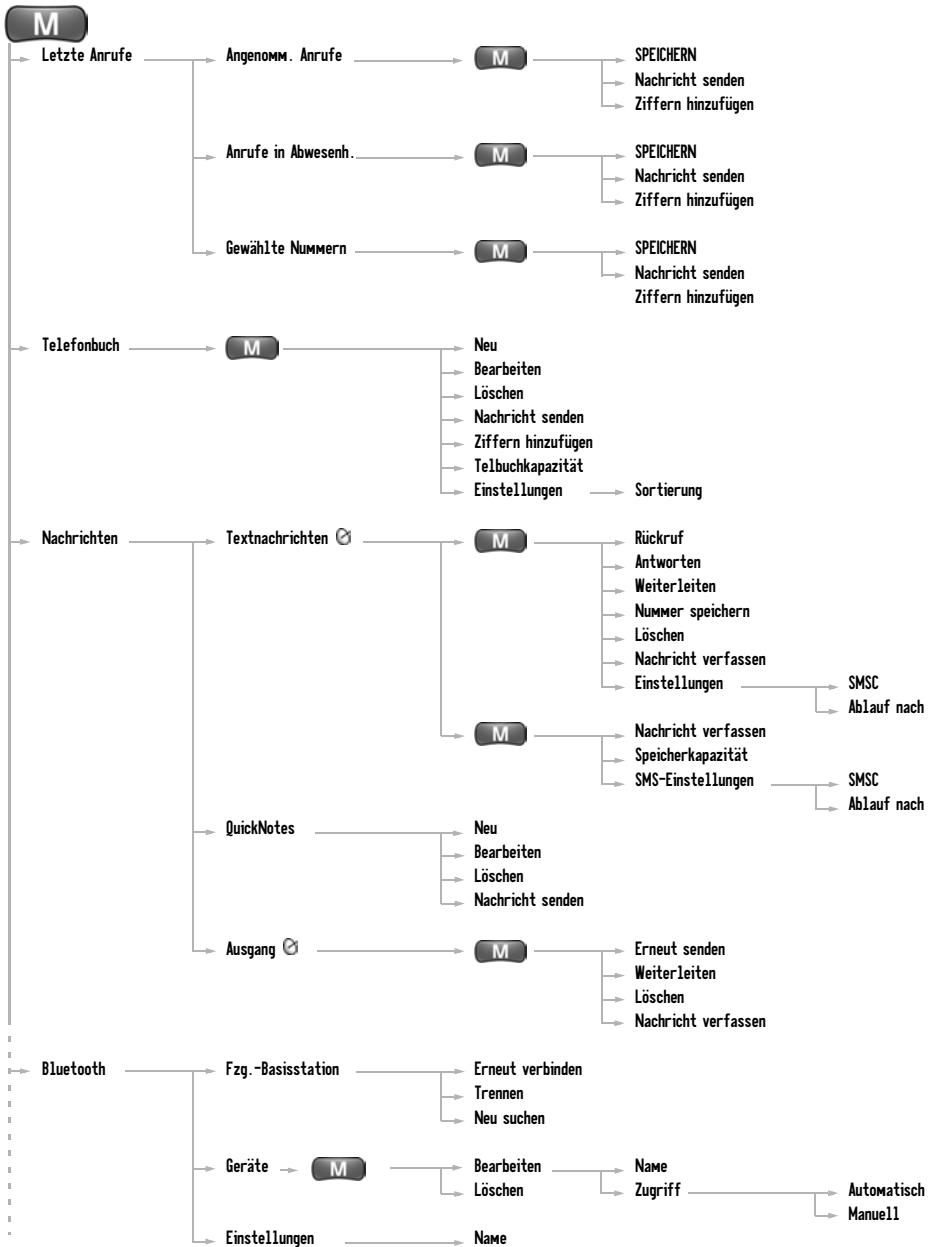 M
Letzte Anrufe Angenomm. Anrufe M SPEICHERN
Nachricht senden
Ziffern hinzufügen
Anrufe in Abwesenh. M SPEICHERN
Nachricht senden
Ziffern hinzufügen
Gewählte Nummern M SPEICHERN
Nachricht senden
Ziffern hinzufügen
Telefonbuch M Neu
Bearbeiten
Löschen
Nachricht senden
Ziffern hinzufügen
Telbuchkapazität
Einstellungen Sortierung
Nachrichten Textnachrichten M Rückruf
Antworten
Weiterleiten
Nummer speichern
Löschen
Nachricht verfassen
Einstellungen SMSC
Ablauf nach
M Nachricht verfassen
Speicherkapazität
SMS-Einstellungen SMSC
Ablauf nach
QuickNotes Neu
Bearbeiten
Löschen
Nachricht senden
Ausgang M Erneut senden
Weiterleiten
Löschen
Nachricht verfassen
Bluetooth Fzg.-Basisstation Erneut verbinden
Trennen
Neu suchen
Geräte M Bearbeiten Name
Löschen Zugriff Automatisch
Manuell
Einstellungen Name